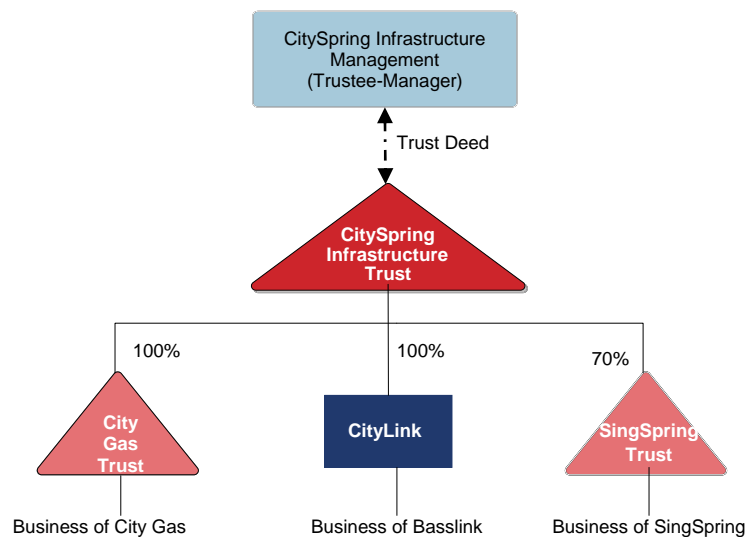 CitySpring Infrastructure
Management
(Trustee-Manager)
Trust Deed
CitySpring
Infrastructure
Trust
100%
100%
70%
City
Gas
Trust
CityLink
SingSpring
Trust
Business of City Gas
Business of Basslink
Business of SingSpring